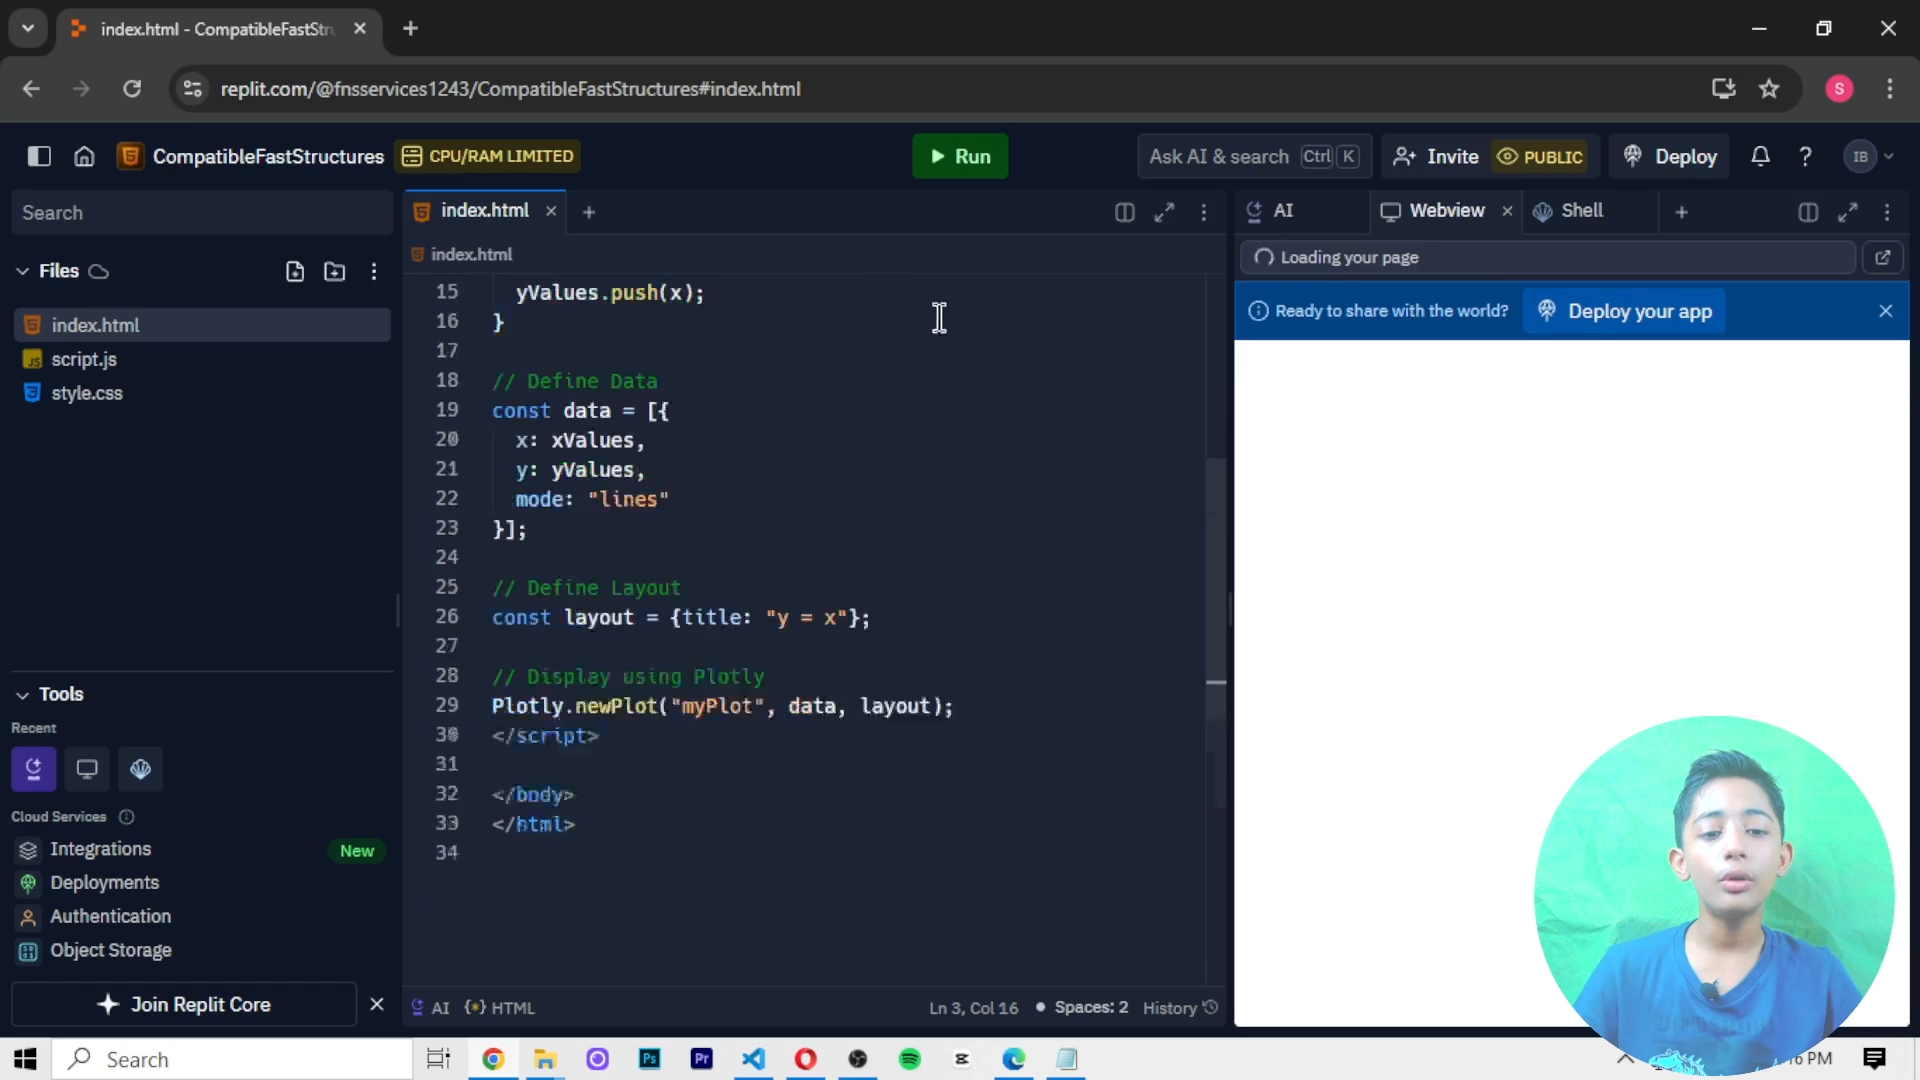 index.html - CompatibleFastStr
replit.com/@fnsservices1243/CompatibleFastStructures#index.html
S
CompatibleFastStructures
CPU/RAM LIMITED
Run
Ask AI & search Ctrl K
Invite
PUBLIC
Deploy
?
IB
Search
index.html
AI
Webview
Shell
Files
index.html
Loading your page
index.html
script.js
style.css
Ready to share with the world?
Deploy your app
15 yValues.push(x);
16 }
17
18 // Define Data
19 const data = [{
20 x: xValues,
21 y: yValues,
22 mode: "lines"
23 }];
24
25 // Define Layout
26 const layout = {title: "y = x"};
27
28 // Display using Plotly
29 Plotly.newPlot("myPlot", data, layout);
30 </script>
31
32 </body>
33 </html>
34
Tools
Recent
Cloud Services
Integrations New
Deployments
Authentication
Object Storage
Join Replit Core
AI {*} HTML
Ln 3, Col 16 • Spaces: 2 History
Search
Ps
Pr
PM